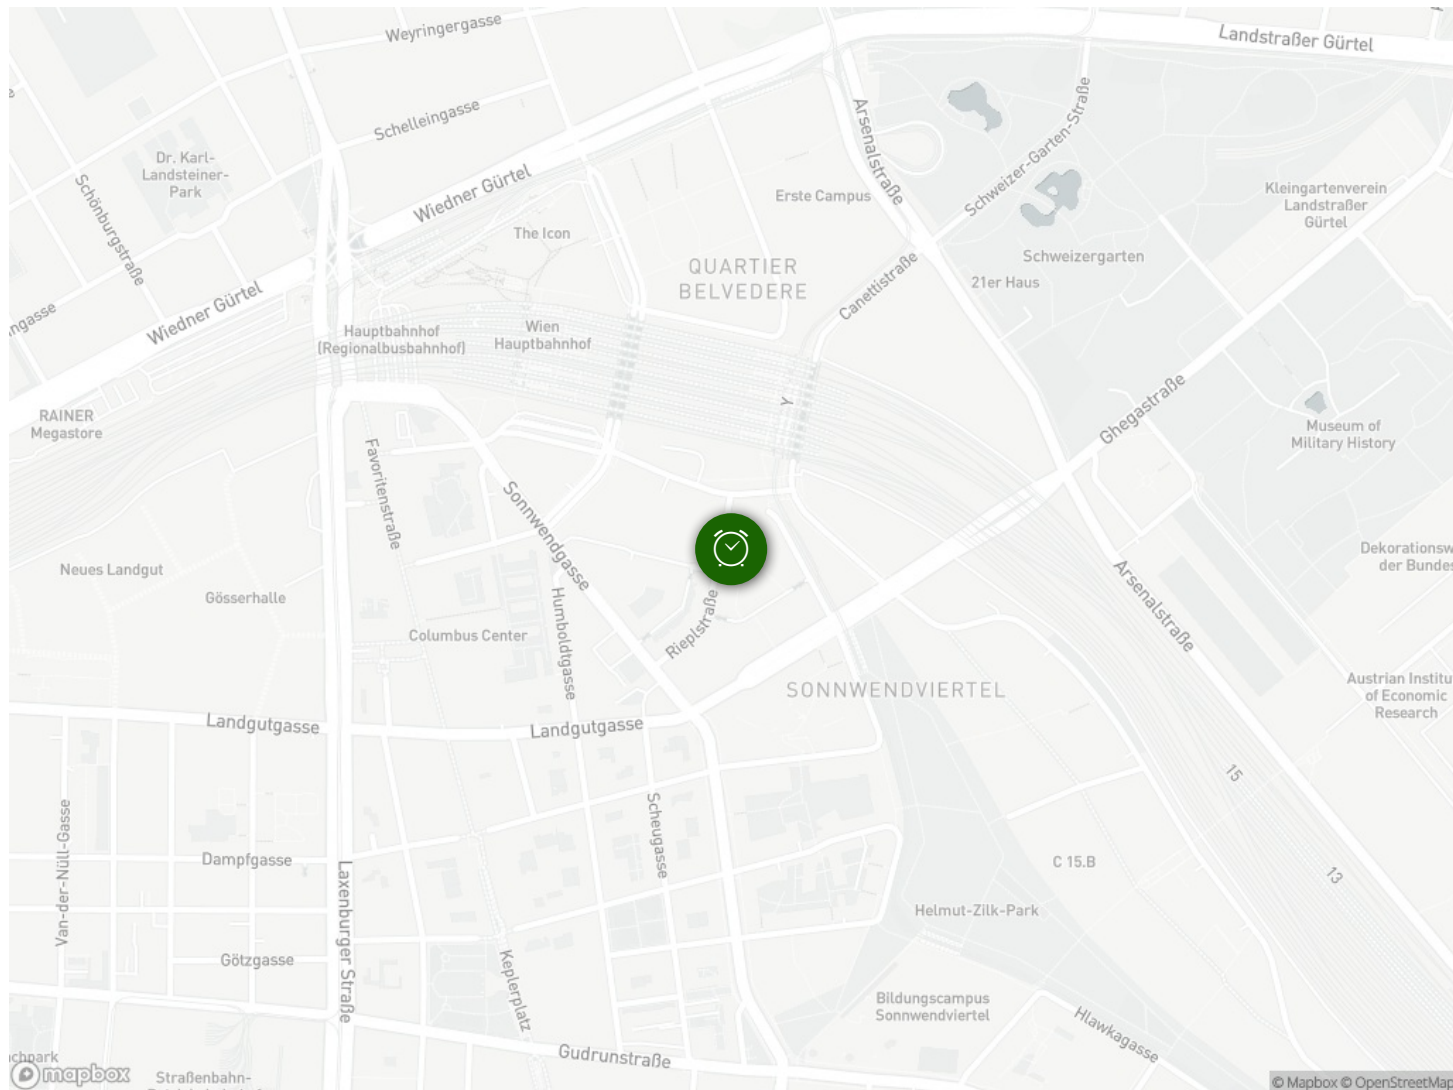 Weyringergasse
Landstraßer Gürtel
Schelleingasse
Arsenalstraße
Schweizer-Garten-Straße
Dr. Karl-
Landsteiner-
Park
Schönburgstraße
Wiedner Gürtel
Erste Campus
Kleingartenverein
Landstraßer
Gürtel
The Icon
QUARTIER
BELVEDERE
Schweizergarten
21er Haus
Canettistraße
ngasse
Wiedner Gürtel
Hauptbahnhof
(Regionalbusbahnhof)
Wien
Hauptbahnhof
Y
Ghegastraße
RAINER
Megastore
Museum of
Military History
Favoritenstraße
Sonnwendgasse
Neues Landgut
Gösserhalle
Dekorationsw
der Bundes
Arsenalstraße
Humboldtgasse
Rieplstraße
Columbus Center
SONNWENDVIERTEL
Austrian Institu
of Economic
Research
Landgutgasse
Landgutgasse
15
Van-der-Nüll-Gasse
Scheugasse
Dampfgasse
Laxenburger Straße
C 15.B
13
Helmut-Zilk-Park
Götzgasse
Keplerplatz
Bildungscampus
Sonnwendviertel
Hlawkagasse
Gudrunstraße
chpark
mapbox
Straßenbahn-
© Mapbox © OpenStreetMap